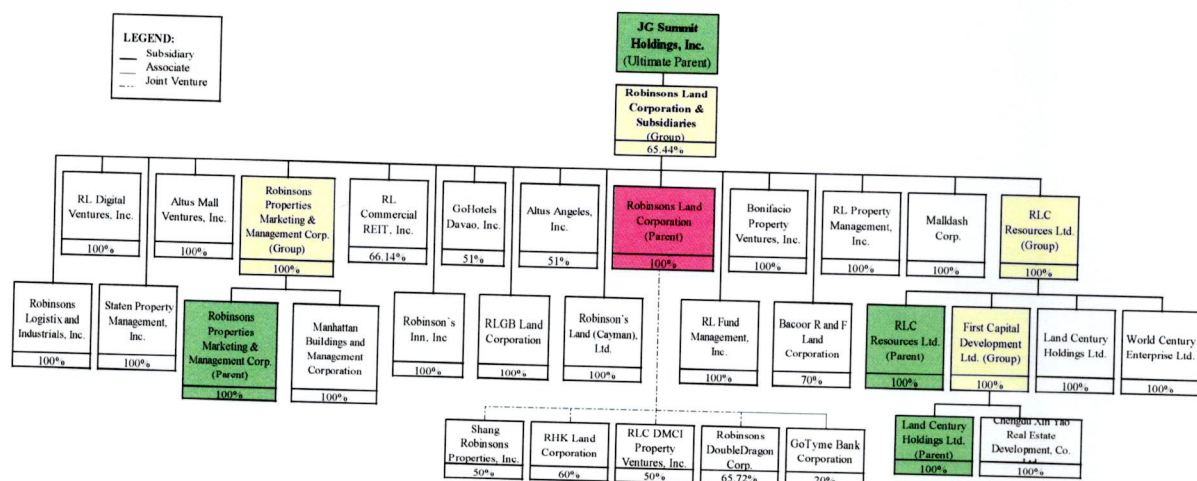 LEGEND:
Subsidiary
Associate
Joint Venture
JG Summit
Holdings, Inc.
(Ultimate Parent)
Robinsons Land
Corporation &
Subsidiaries
(Group)
65.44%
RL Digital
Ventures, Inc.
100%
Altus Mall
Ventures, Inc.
100%
Robinsons
Properties
Marketing &
Management Corp.
(Group)
100%
RL
Commercial
REIT, Inc.
66.14%
GoHotels
Davao, Inc.
51%
Altus Angeles,
Inc.
51%
Robinsons Land
Corporation
(Parent)
100%
Bonifacio
Property
Ventures, Inc.
100%
RL Property
Management,
Inc.
100%
Malldash
Corp.
100%
RLC
Resources Ltd.
(Group)
100%
Robinsons
Logistix and
Industrials, Inc.
100%
Staten Property
Management,
Inc.
100%
Robinsons
Properties
Marketing &
Management Corp.
(Parent)
100%
Manhattan
Buildings and
Management
Corporation
100%
Robinson's
Inn, Inc
100%
RLGB Land
Corporation
100%
Robinson's
Land (Cayman),
Ltd.
100%
RL Fund
Management,
Inc.
100%
Bacoor R and F
Land
Corporation
70%
RLC
Resources Ltd.
(Parent)
100%
First Capital
Development
Ltd. (Group)
100%
Land Century
Holdings Ltd.
100%
World Century
Enterprise Ltd.
100%
Shang
Robinsons
Properties, Inc.
50%
RHK Land
Corporation
60%
RLC DMCI
Property
Ventures, Inc.
50%
Robinsons
DoubleDragon
Corp.
65.72%
GoTyme Bank
Corporation
20%
Land Century
Holdings Ltd.
(Parent)
100%
Chengdu Xin Yao
Real Estate
Development, Co.
100%